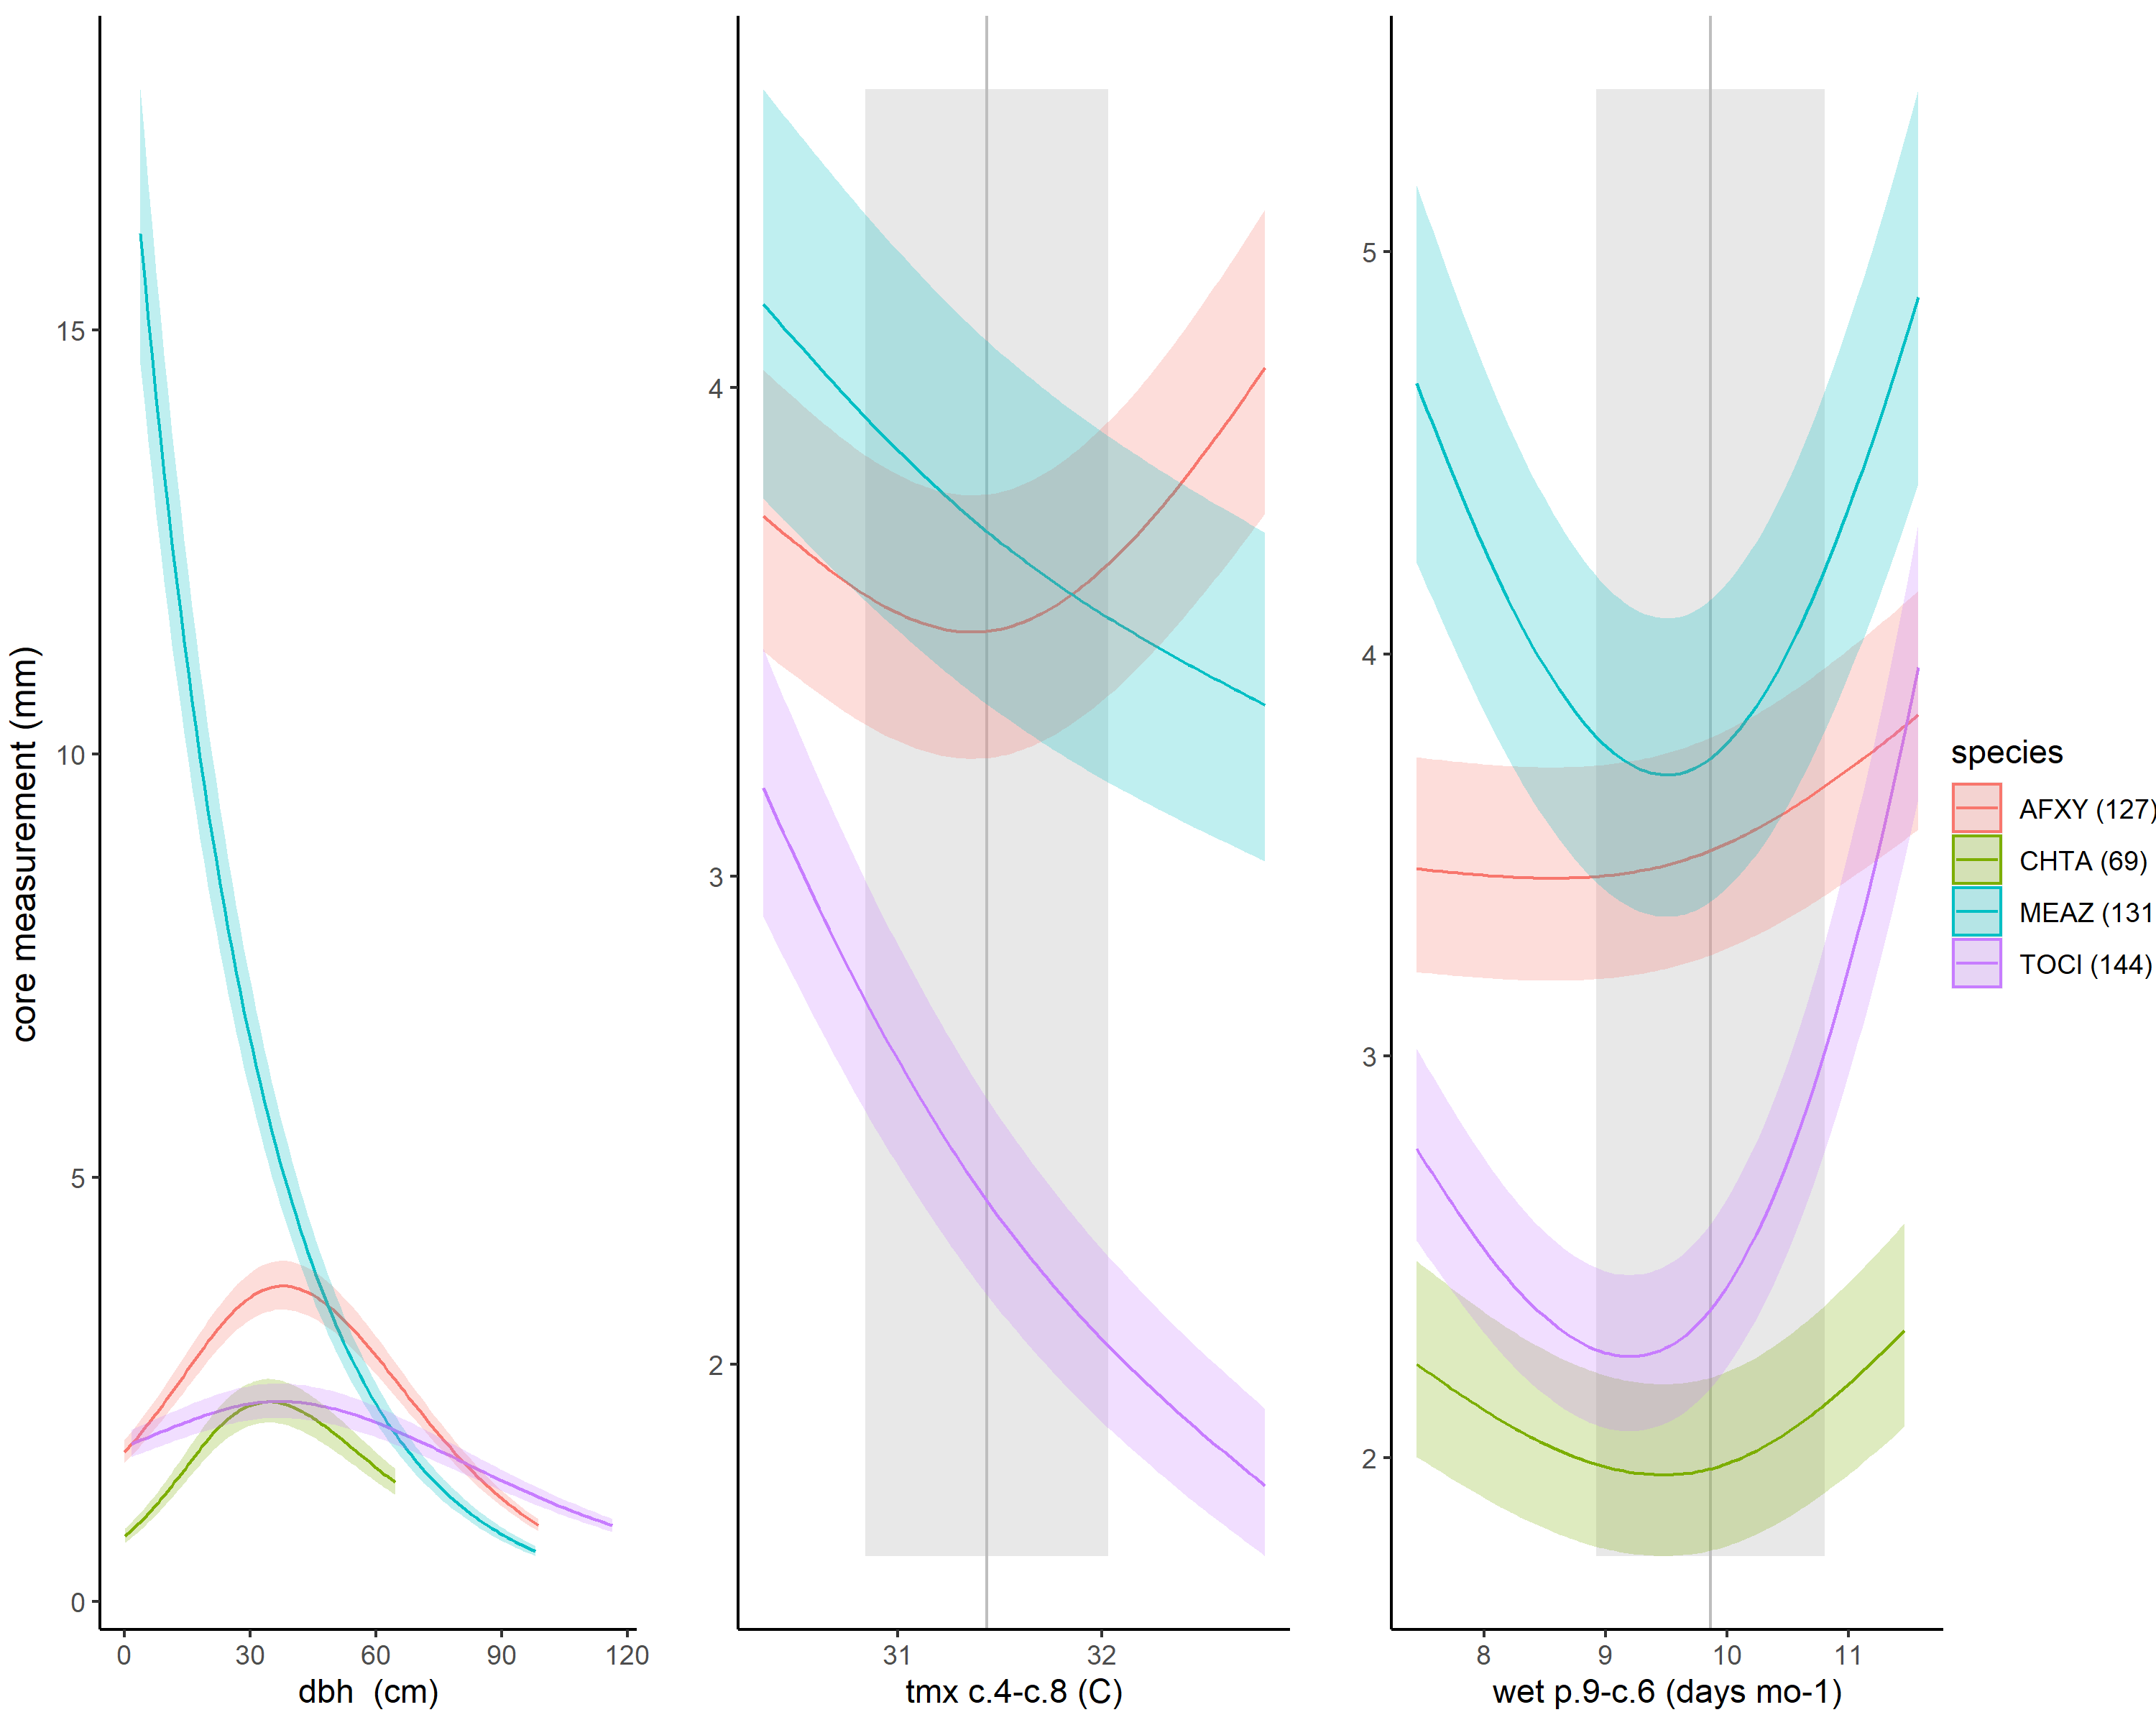 core measurement (mm)
15
10
5
0
0 30 60 90 120
dbh (cm)
4
3
2
31 32
tmx c.4-c.8 (C)
5
4
3
2
8 9 10 11
wet p.9-c.6 (days mo-1)
species
AFXY (127)
CHTA (69)
MEAZ (131
TOCI (144)